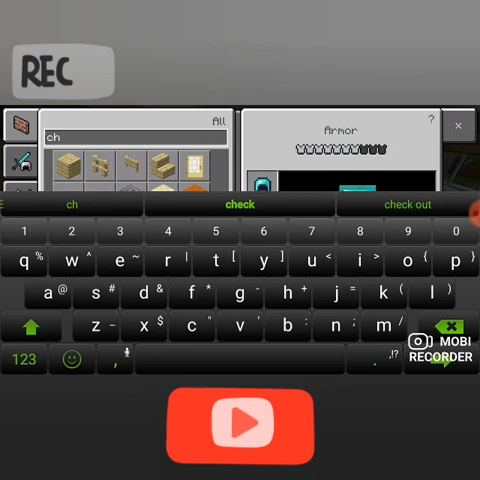 REC
All
?
ch
Armor
×
ch check check out
1 2 3 4 5 6 7 8 9 0
q % w ^ e ~ r | t [ y ] u < i > o { p }
a @ s # d & f * g - h + j = k ( l )
z _ x $ c " v ' b : n ; m /
MOBI
RECORDER
123 , . ,!?